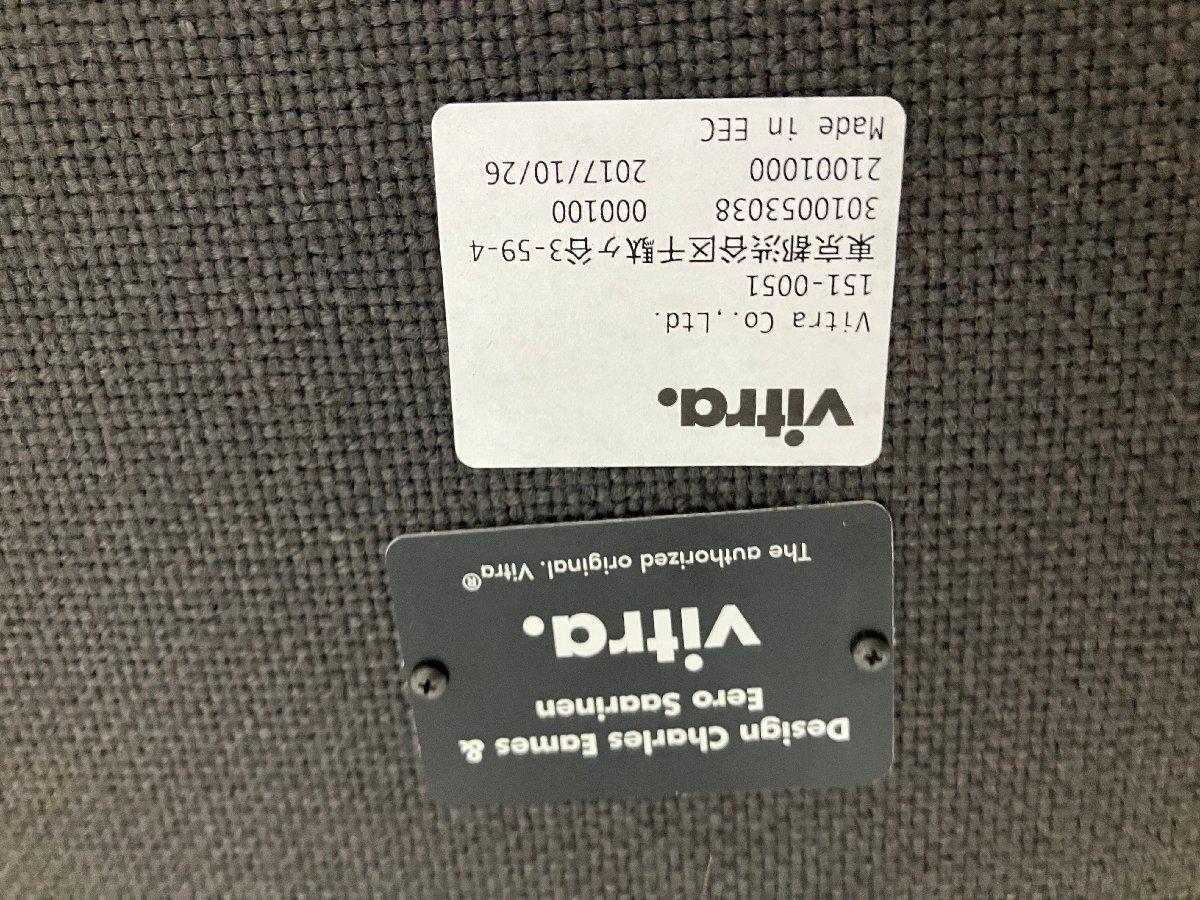 Design Charles Eames &
Eero Saarinen
vitra.
The authorized original. Vitra®
vitra.
Vitra Co.,Ltd.
151-0051
東京都渋谷区千駄ヶ谷3-59-4
3010053038 000100
21001000 2017/10/26
Made in EEC